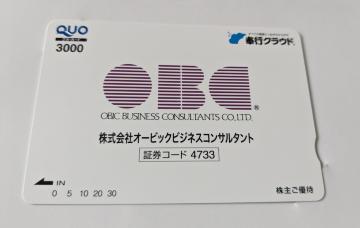 QUO
3000
奉行クラウド
OBC®
OBIC BUSINESS CONSULTANTS CO., LTD.
株式会社オービックビジネスコンサルタント
証券コード 4733
IN
0 5 10 20 30
株主ご優待